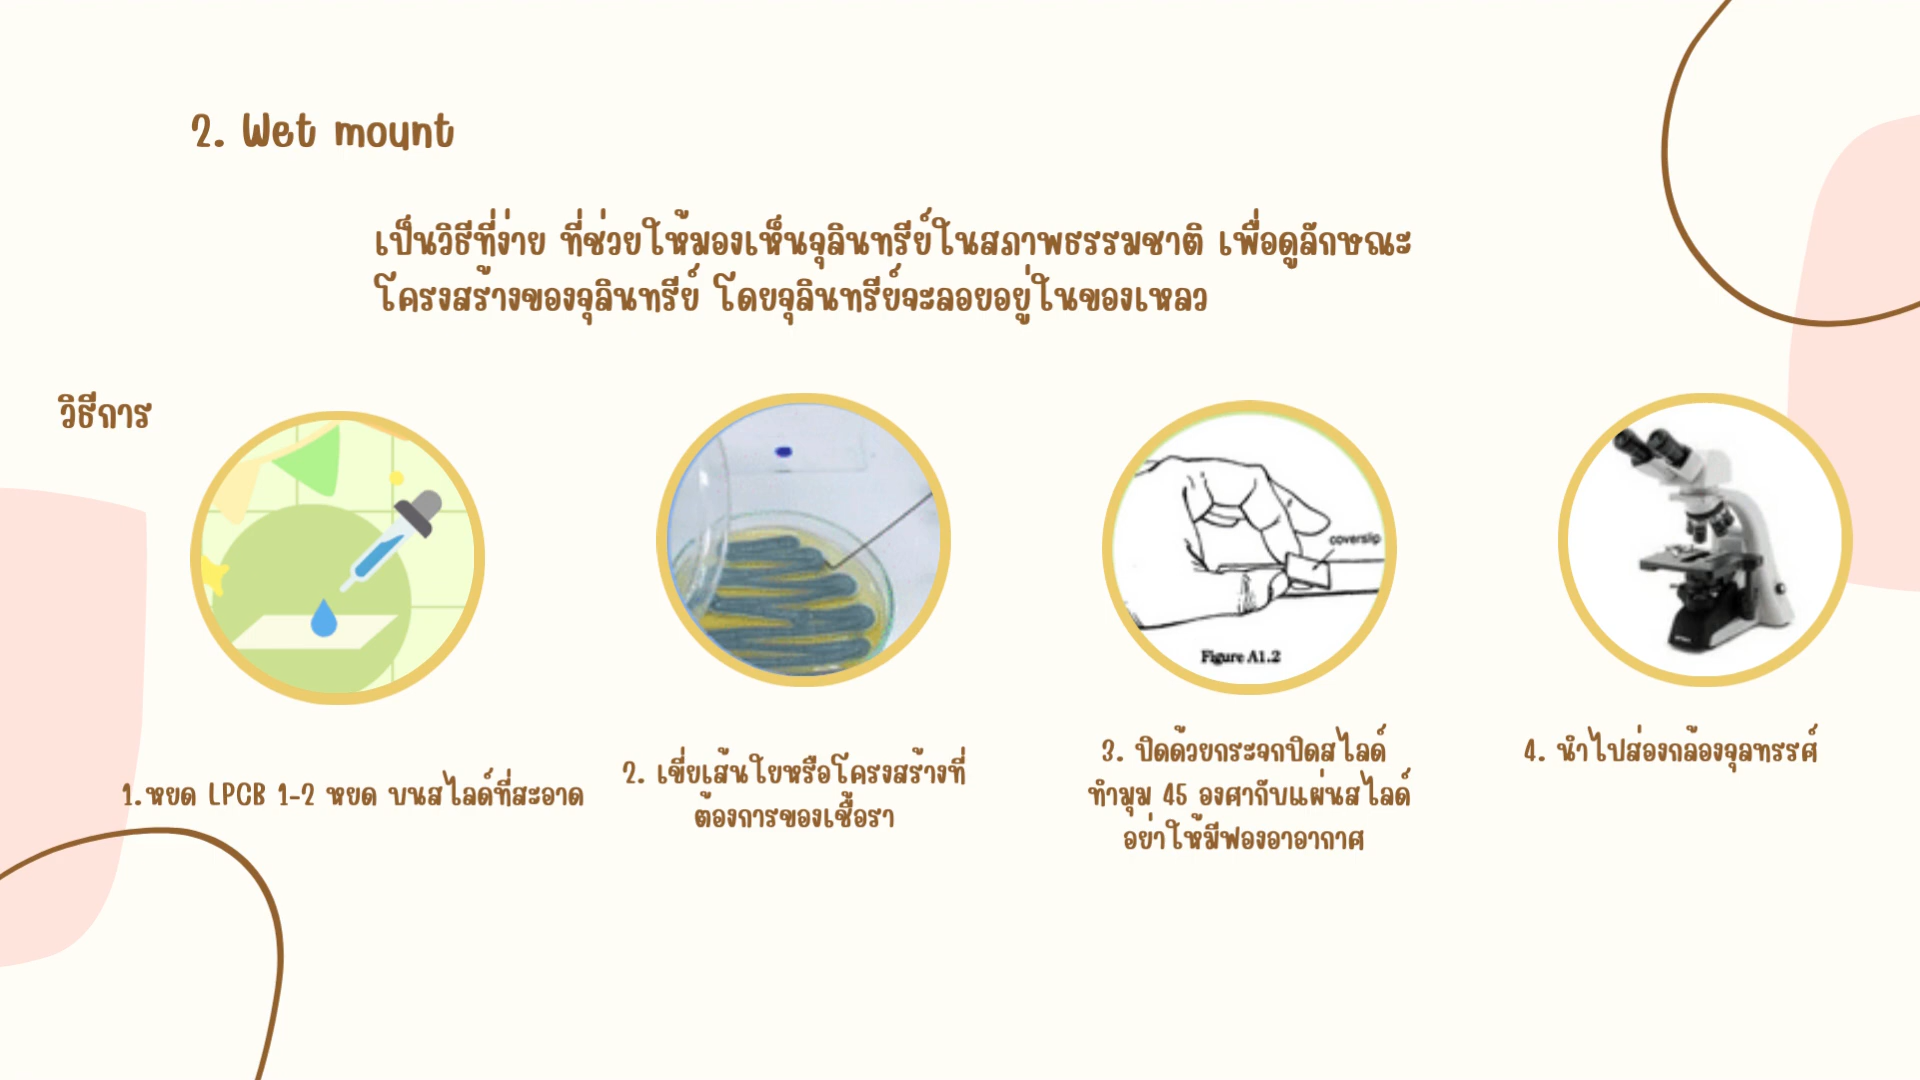 2. Wet mount
เป็นวิธีที่ง่าย ที่ช่วยให้มองเห็นจุลินทรีย์ในสภาพธรรมชาติ เพื่อดูลักษณะ
โครงสร้างของจุลินทรีย์ โดยจุลินทรีย์จะลอยอยู่ในของเหลว
วิธีการ
1.หยด LPCB 1-2 หยด บนสไลด์ที่สะอาด
2. เขี่ยเส้นใยหรือโครงสร้างที่
ต้องการของเชื้อรา
coverslip
Figure A1.2
3. ปิดด้วยกระจกปิดสไลด์
ทำมุม 45 องศากับแผ่นสไลด์
อย่าให้มีฟองอาอากาศ
4. นำไปส่องกล้องจุลทรรศ์